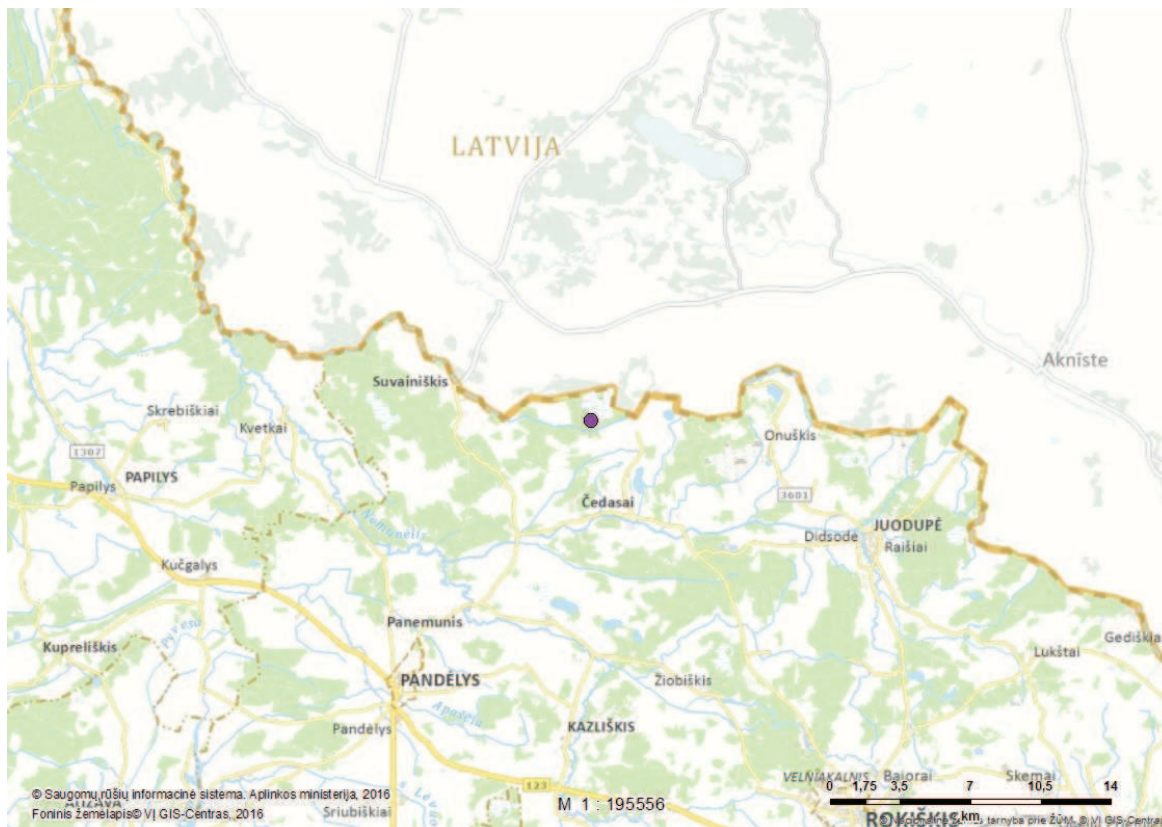 LATVIJA
Aknīste
Suvainiškis
Skrebiškiai
Kvetkai
Onuškis
1307
PAPILYS
Papilys
3601
Čedasai
Nemunėlis
JUODUPĖ
Didsodė
Raišiai
Kučgalys
Pyvesa
Panemunis
Gediškiai
Kupreliškis
Lukštai
PANDĖLYS
Žiobiškis
Apaščia
Pandėlys
KAZLIŠKIS
VELNIAKALNIS
Bajorai
Skemai
123
0 1,75 3,5 7 10,5 14
km
© Saugomų rūšių informacinė sistema. Aplinkos ministerija, 2016
M 1 : 195556
Foninis žemėlapis© VĮ GIS-Centras, 2016
ROKIŠKIS
tarnyba prie ŽŪM, © VĮ GIS-Centras
Sriubiškiai